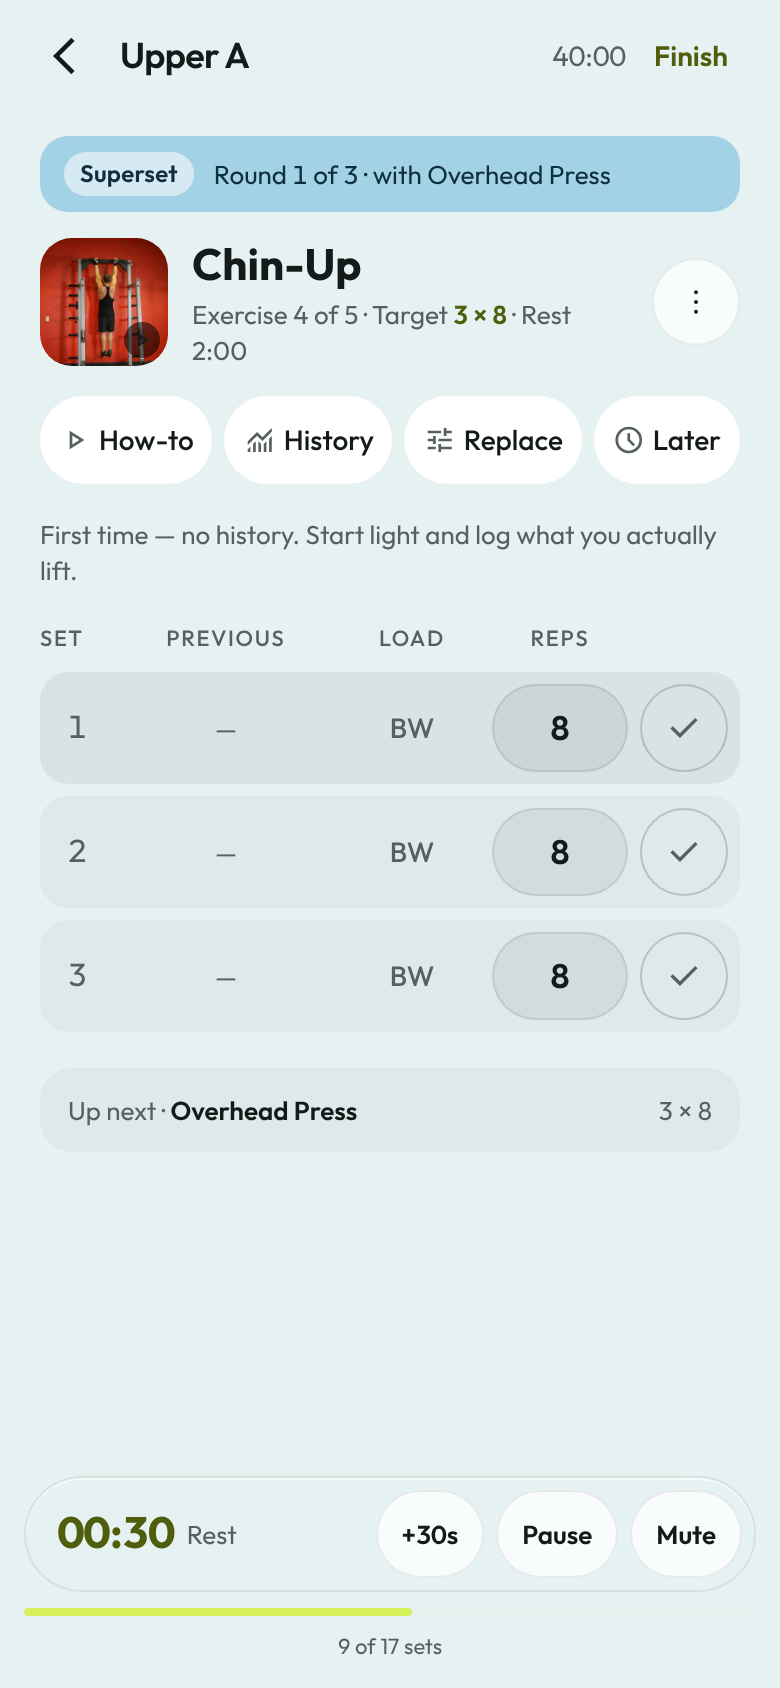 Upper A 40:00 Finish
Superset Round 1 of 3 · with Overhead Press
Chin-Up
Exercise 4 of 5 · Target 3 × 8 · Rest
2:00
How-to History Replace Later
First time — no history. Start light and log what you actually
lift.
SET PREVIOUS LOAD REPS
1 — BW 8
2 — BW 8
3 — BW 8
Up next · Overhead Press 3 × 8
00:30 Rest +30s Pause Mute
9 of 17 sets